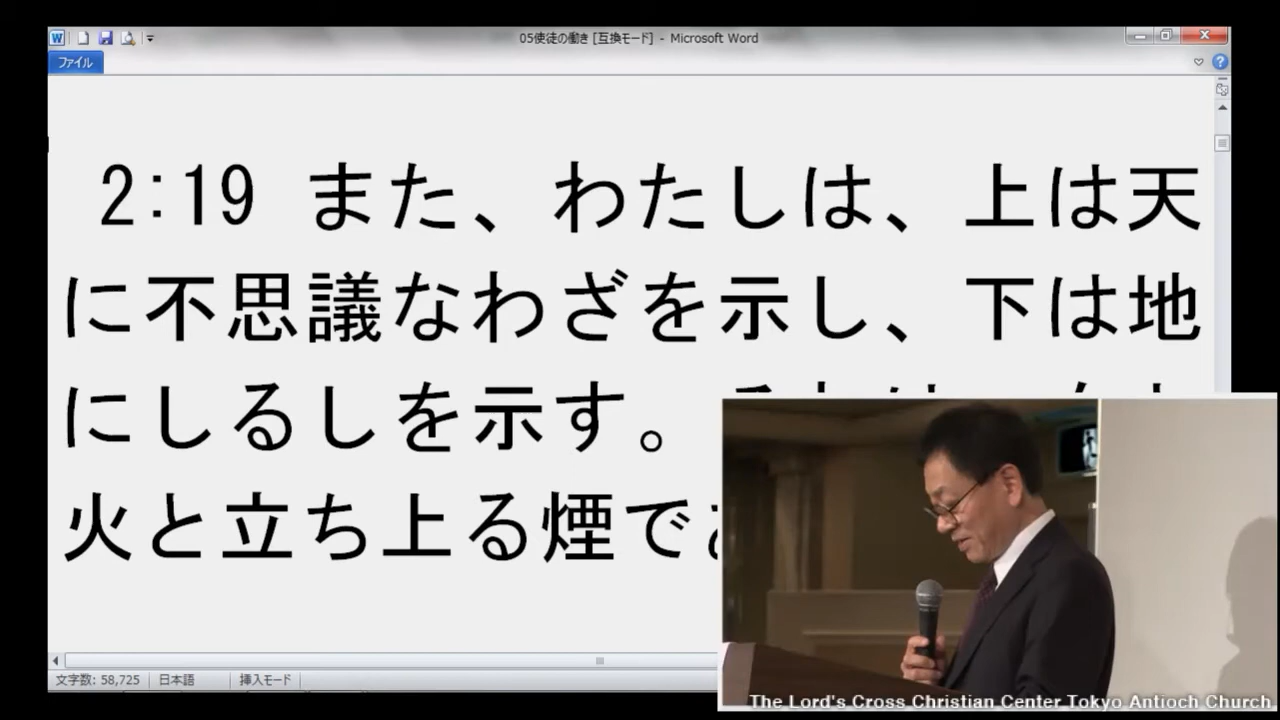 05使徒の働き [互換モード] - Microsoft Word
ファイル
2:19 また、わたしは、上は天
に不思議なわざを示し、下は地
にしるしを示す。
火と立ち上る煙で
文字数: 58,725 日本語 挿入モード
The Lord's Cross Christian Center Tokyo Antioch Church